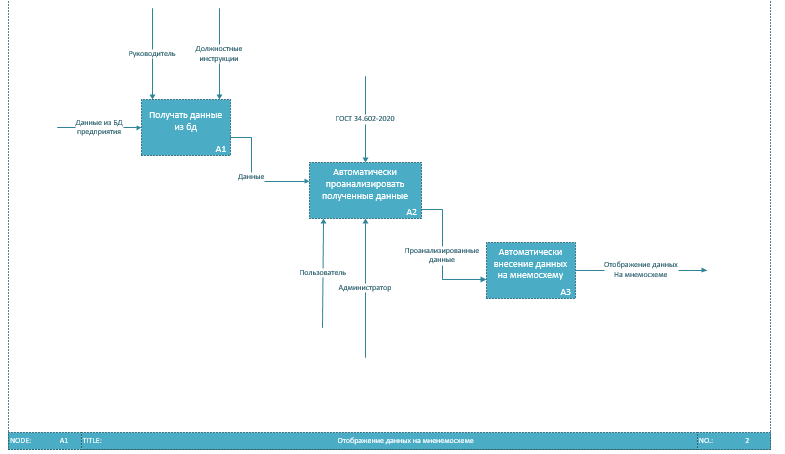 Руководитель
Должностные
инструкции
Получать данные
из бд
A1
Данные из БД
предприятия
ГОСТ 34.602-2020
Данные
Автоматически
проанализировать
полученные данные
A2
Пользователь
Администратор
Проанализированные
данные
Автоматически
внесение данных
на мнемосхему
A3
Отображение данных
На мнемосхеме
NODE: A1 TITLE: Отображение данных на мненемосхеме NO.: 2